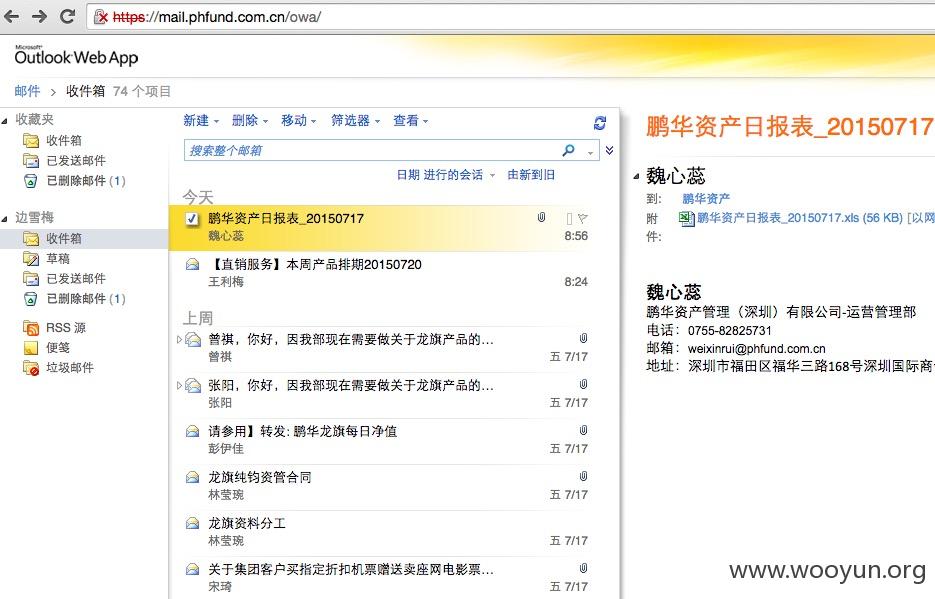 https://mail.phfund.com.cn/owa/
Microsoft®
Outlook Web App
邮件 > 收件箱 74 个项目
收藏夹
收件箱
已发送邮件
已删除邮件 (1)
边雪梅
收件箱
草稿
已发送邮件
已删除邮件 (1)
RSS 源
便笺
垃圾邮件
新建 删除 移动 筛选器 查看
搜索整个邮箱
日期 进行的会话 由新到旧
今天
鹏华资产日报表_20150717
魏心蕊 8:56
【直销服务】本周产品排期20150720
王利梅 8:24
上周
曾祺，你好，因我部现在需要做关于龙旗产品的...
曾祺 五 7/17
张阳，你好，因我部现在需要做关于龙旗产品的...
张阳 五 7/17
请参用】转发: 鹏华龙旗每日净值
彭伊佳 五 7/17
龙旗纯钧资管合同
林莹琬 五 7/17
龙旗资料分工
林莹琬 五 7/17
关于集团客户买指定折扣机票赠送卖座网电影票...
宋琦 五 7/17
鹏华资产日报表_20150717
魏心蕊
到: 鹏华资产
附件: 鹏华资产日报表_20150717.xls (56 KB) [以网
魏心蕊
鹏华资产管理（深圳）有限公司-运营管理部
电话：0755-82825731
邮箱：weixinrui@phfund.com.cn
地址：深圳市福田区福华三路168号深圳国际商
www.wooyun.org